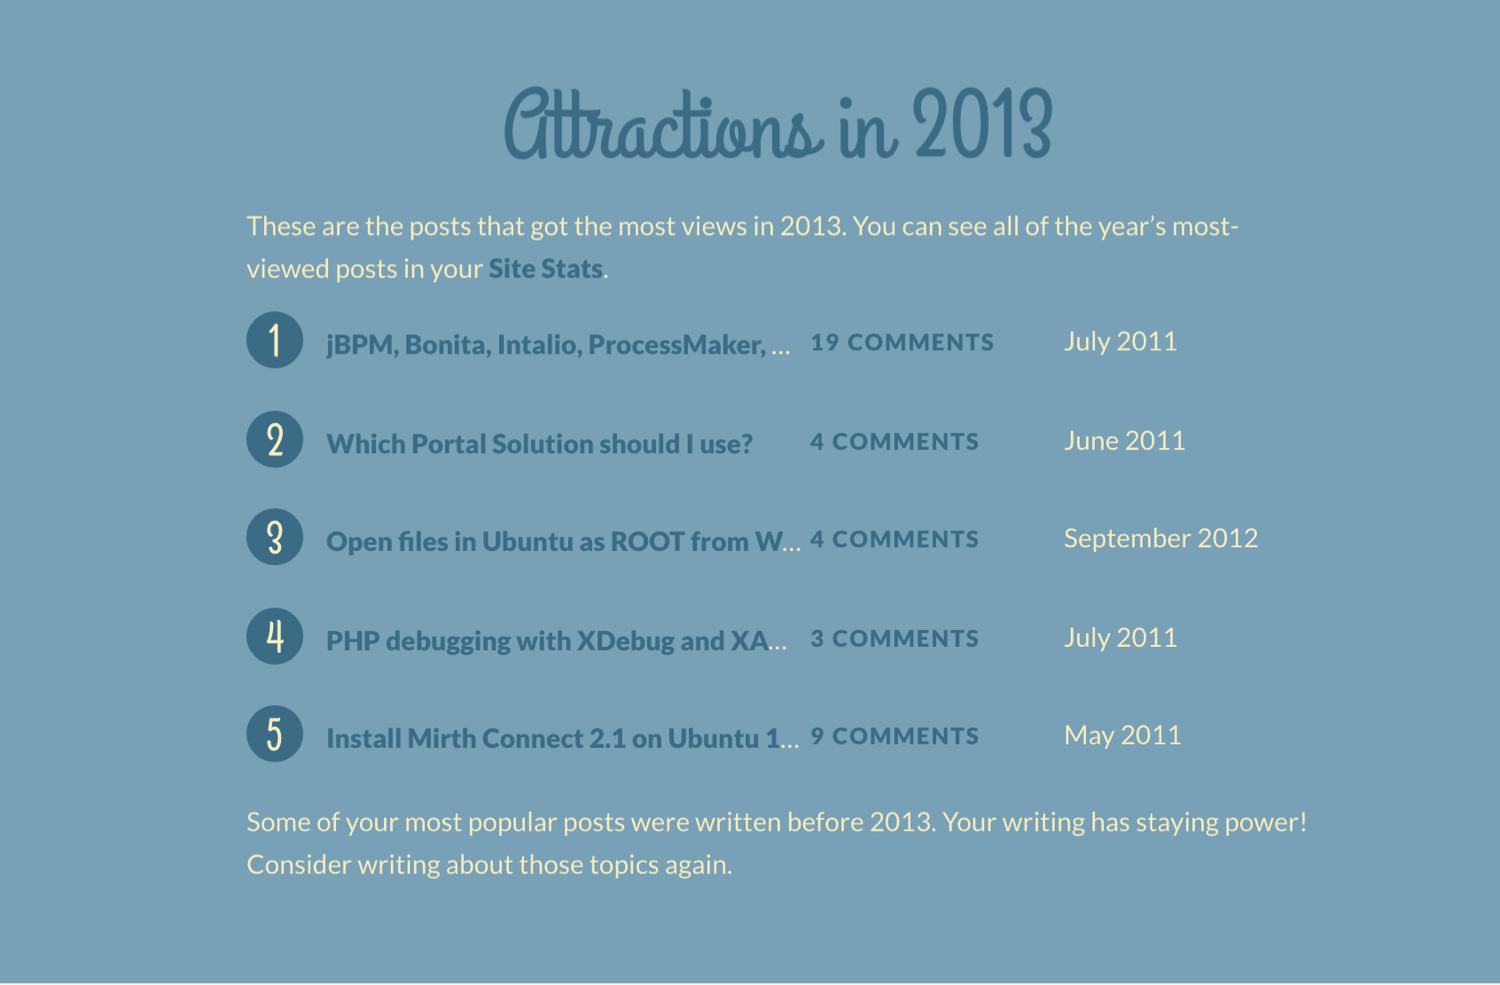 Attractions in 2013
These are the posts that got the most views in 2013. You can see all of the year’s most-
viewed posts in your Site Stats.
1 jBPM, Bonita, Intalio, ProcessMaker, ... 19 COMMENTS July 2011
2 Which Portal Solution should I use? 4 COMMENTS June 2011
3 Open files in Ubuntu as ROOT from W... 4 COMMENTS September 2012
4 PHP debugging with XDebug and XA... 3 COMMENTS July 2011
5 Install Mirth Connect 2.1 on Ubuntu 1... 9 COMMENTS May 2011
Some of your most popular posts were written before 2013. Your writing has staying power!
Consider writing about those topics again.